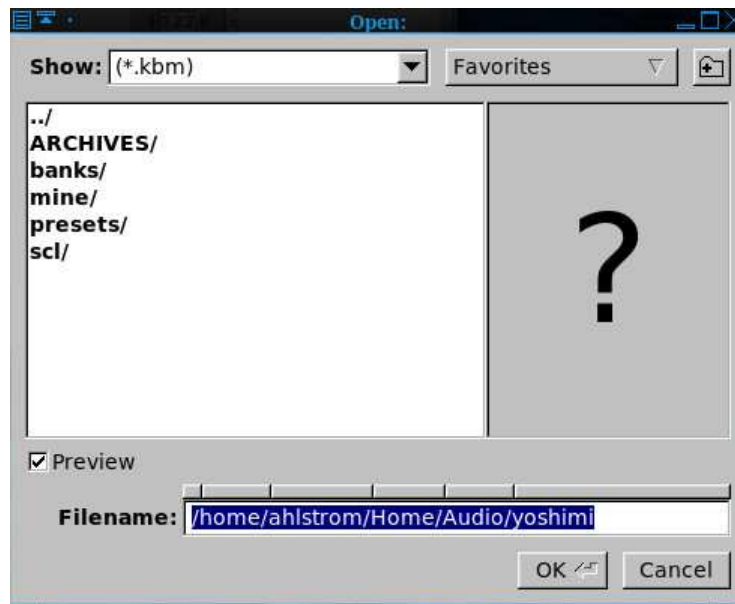 Open:
Show: (*.kbm) Favorites
../
ARCHIVES/
banks/
mine/
presets/
scl/
?
Preview
Filename: /home/ahlstrom/Home/Audio/yoshimi
OK Cancel